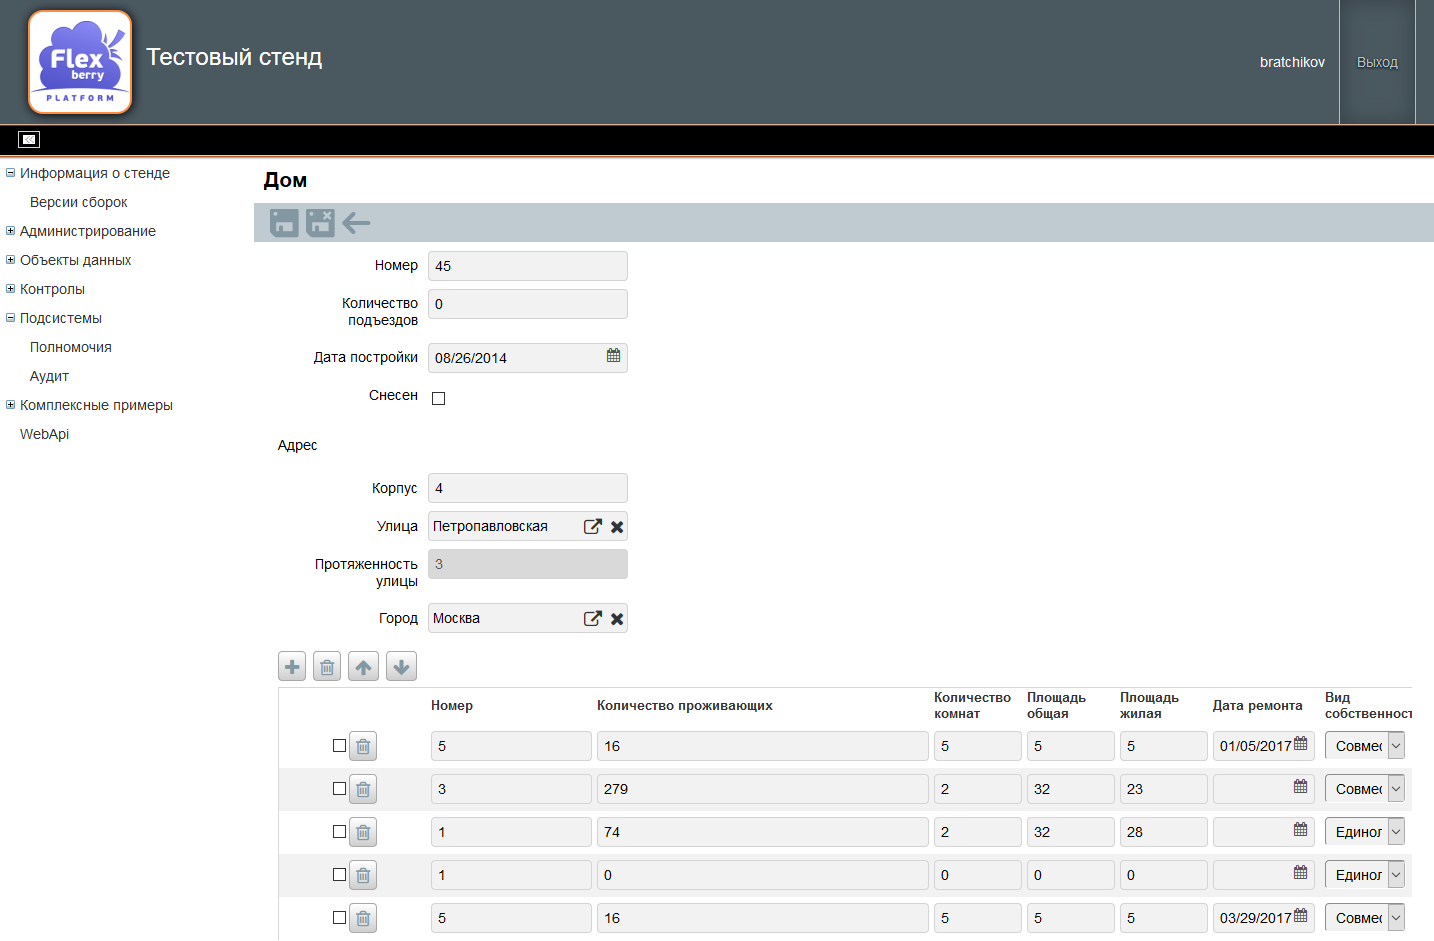 Flex
berry
PLATFORM
Тестовый стенд
bratchikov
Выход
Информация о стенде
Версии сборок
Администрирование
Объекты данных
Контролы
Подсистемы
Полномочия
Аудит
Комплексные примеры
WebApi
Дом
Номер 45
Количество
подъездов 0
Дата постройки 08/26/2014
Снесен
Адрес
Корпус 4
Улица Петропавловская
Протяженность
улицы 3
Город Москва
Номер Количество проживающих Количество комнат Площадь общая Площадь жилая Дата ремонта Вид собственност
5 16 5 5 5 01/05/2017 Совмес
3 279 2 32 23 Совмес
1 74 2 32 28 Единол
1 0 0 0 0 Единол
5 16 5 5 5 03/29/2017 Совмес